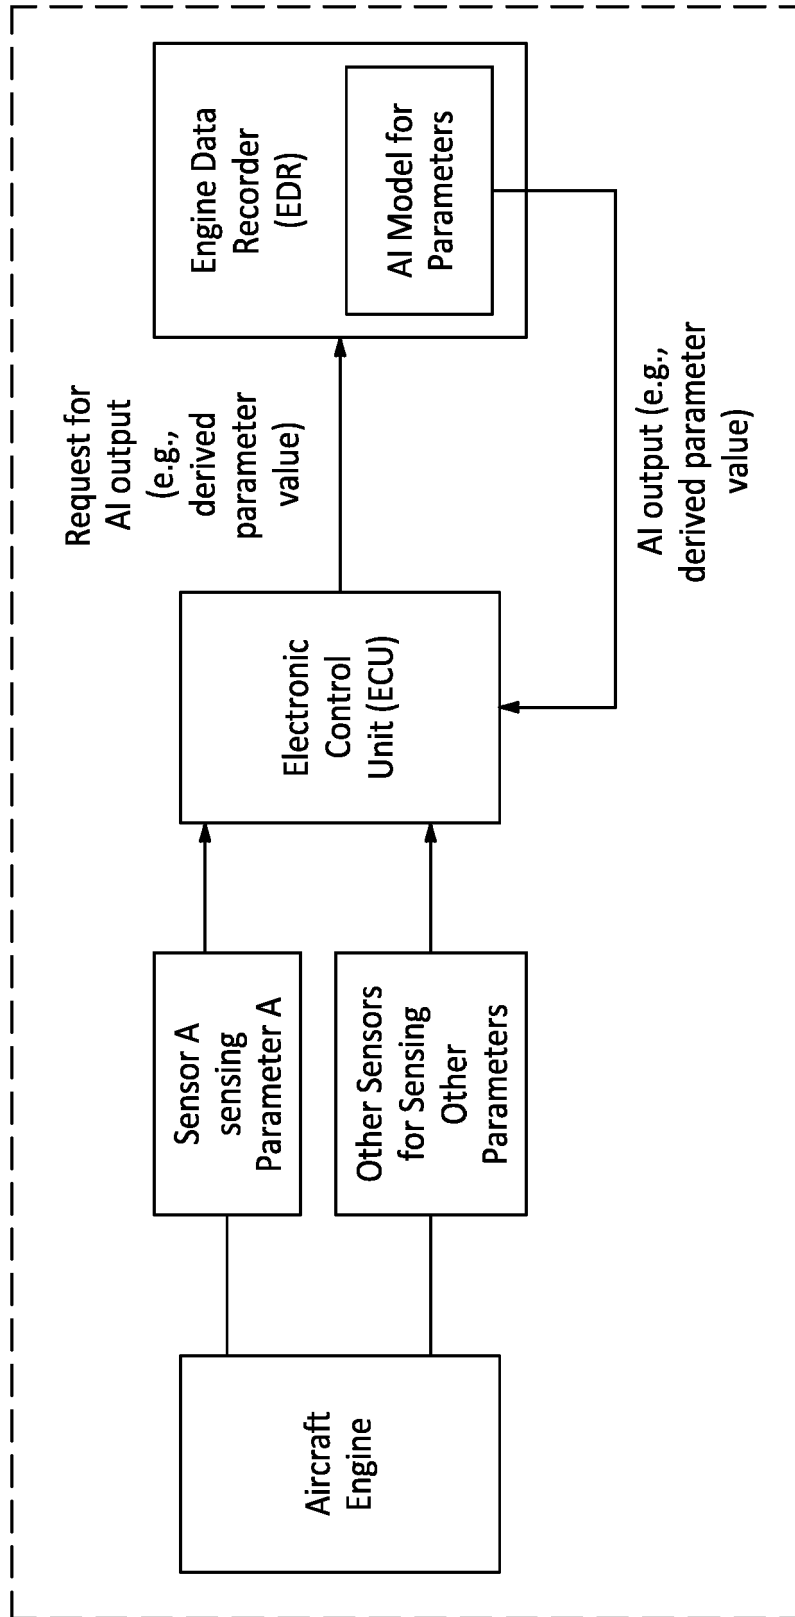 Aircraft
Engine
Sensor A
sensing
Parameter A
Other Sensors
for Sensing
Other
Parameters
Electronic
Control
Unit (ECU)
Request for
AI output
(e.g.,
derived
parameter
value)
Engine Data
Recorder
(EDR)
AI Model for
Parameters
AI output (e.g.,
derived parameter
value)